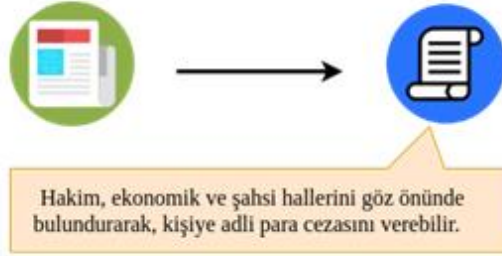 Hakim, ekonomik ve şahsi hallerini göz önünde
bulundurarak, kişiye adli para cezasını verebilir.